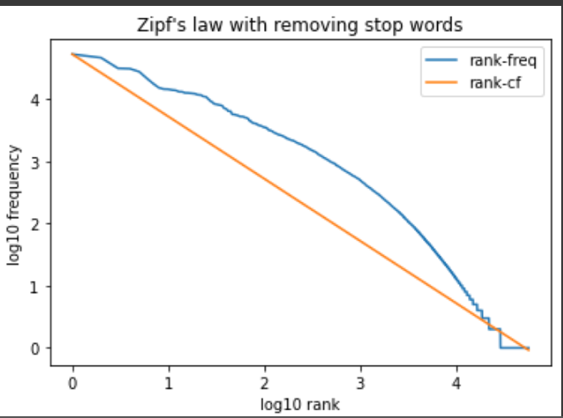 Zipf's law with removing stop words
rank-freq
rank-cf
log10 frequency
4
3
2
1
0
0 1 2 3 4
log10 rank